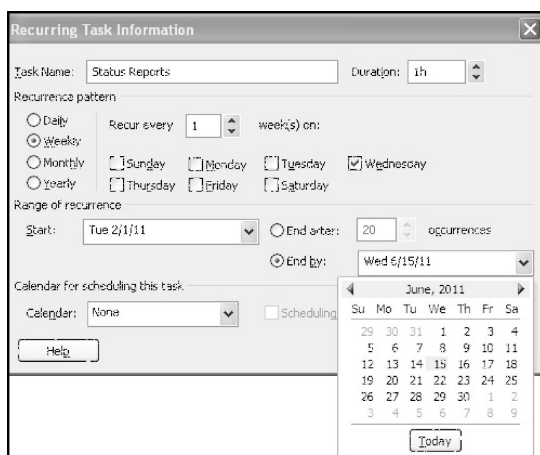 Recurring Task Information
Task Name: Status Reports Duration: 1h
Recurrence pattern
Daily Recur every 1 week(s) on:
Weekly
Monthly Sunday Monday Tuesday Wednesday
Yearly Thursday Friday Saturday
Range of recurrence
Start: Tue 2/1/11 End after: 20 occurrences
End by: Wed 6/15/11
Calendar for scheduling this task
Calendar: None Scheduling
Help
June, 2011
Su Mo Tu We Th Fr Sa
29 30 31 1 2 3 4
5 6 7 8 9 10 11
12 13 14 15 16 17 18
19 20 21 22 23 24 25
26 27 28 29 30 1 2
3 4 5 6 7 8 9
Today